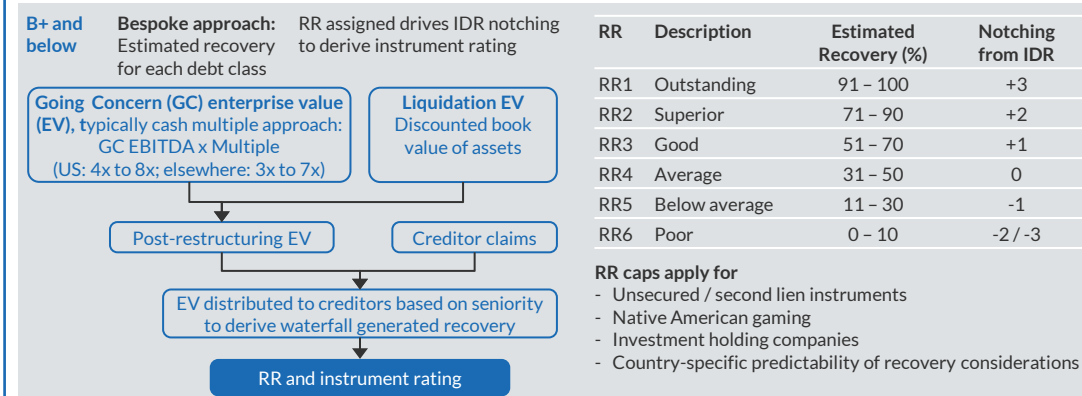 B+ and below
Bespoke approach:
Estimated recovery
for each debt class
RR assigned drives IDR notching
to derive instrument rating
Going Concern (GC) enterprise value
(EV), typically cash multiple approach:
GC EBITDA x Multiple
(US: 4x to 8x; elsewhere: 3x to 7x)
Liquidation EV
Discounted book
value of assets
Post-restructuring EV
Creditor claims
EV distributed to creditors based on seniority
to derive waterfall generated recovery
RR and instrument rating
RR Description Estimated Recovery (%) Notching from IDR
RR1 Outstanding 91 – 100 +3
RR2 Superior 71 – 90 +2
RR3 Good 51 – 70 +1
RR4 Average 31 – 50 0
RR5 Below average 11 – 30 -1
RR6 Poor 0 – 10 -2 / -3
RR caps apply for
- Unsecured / second lien instruments
- Native American gaming
- Investment holding companies
- Country-specific predictability of recovery considerations